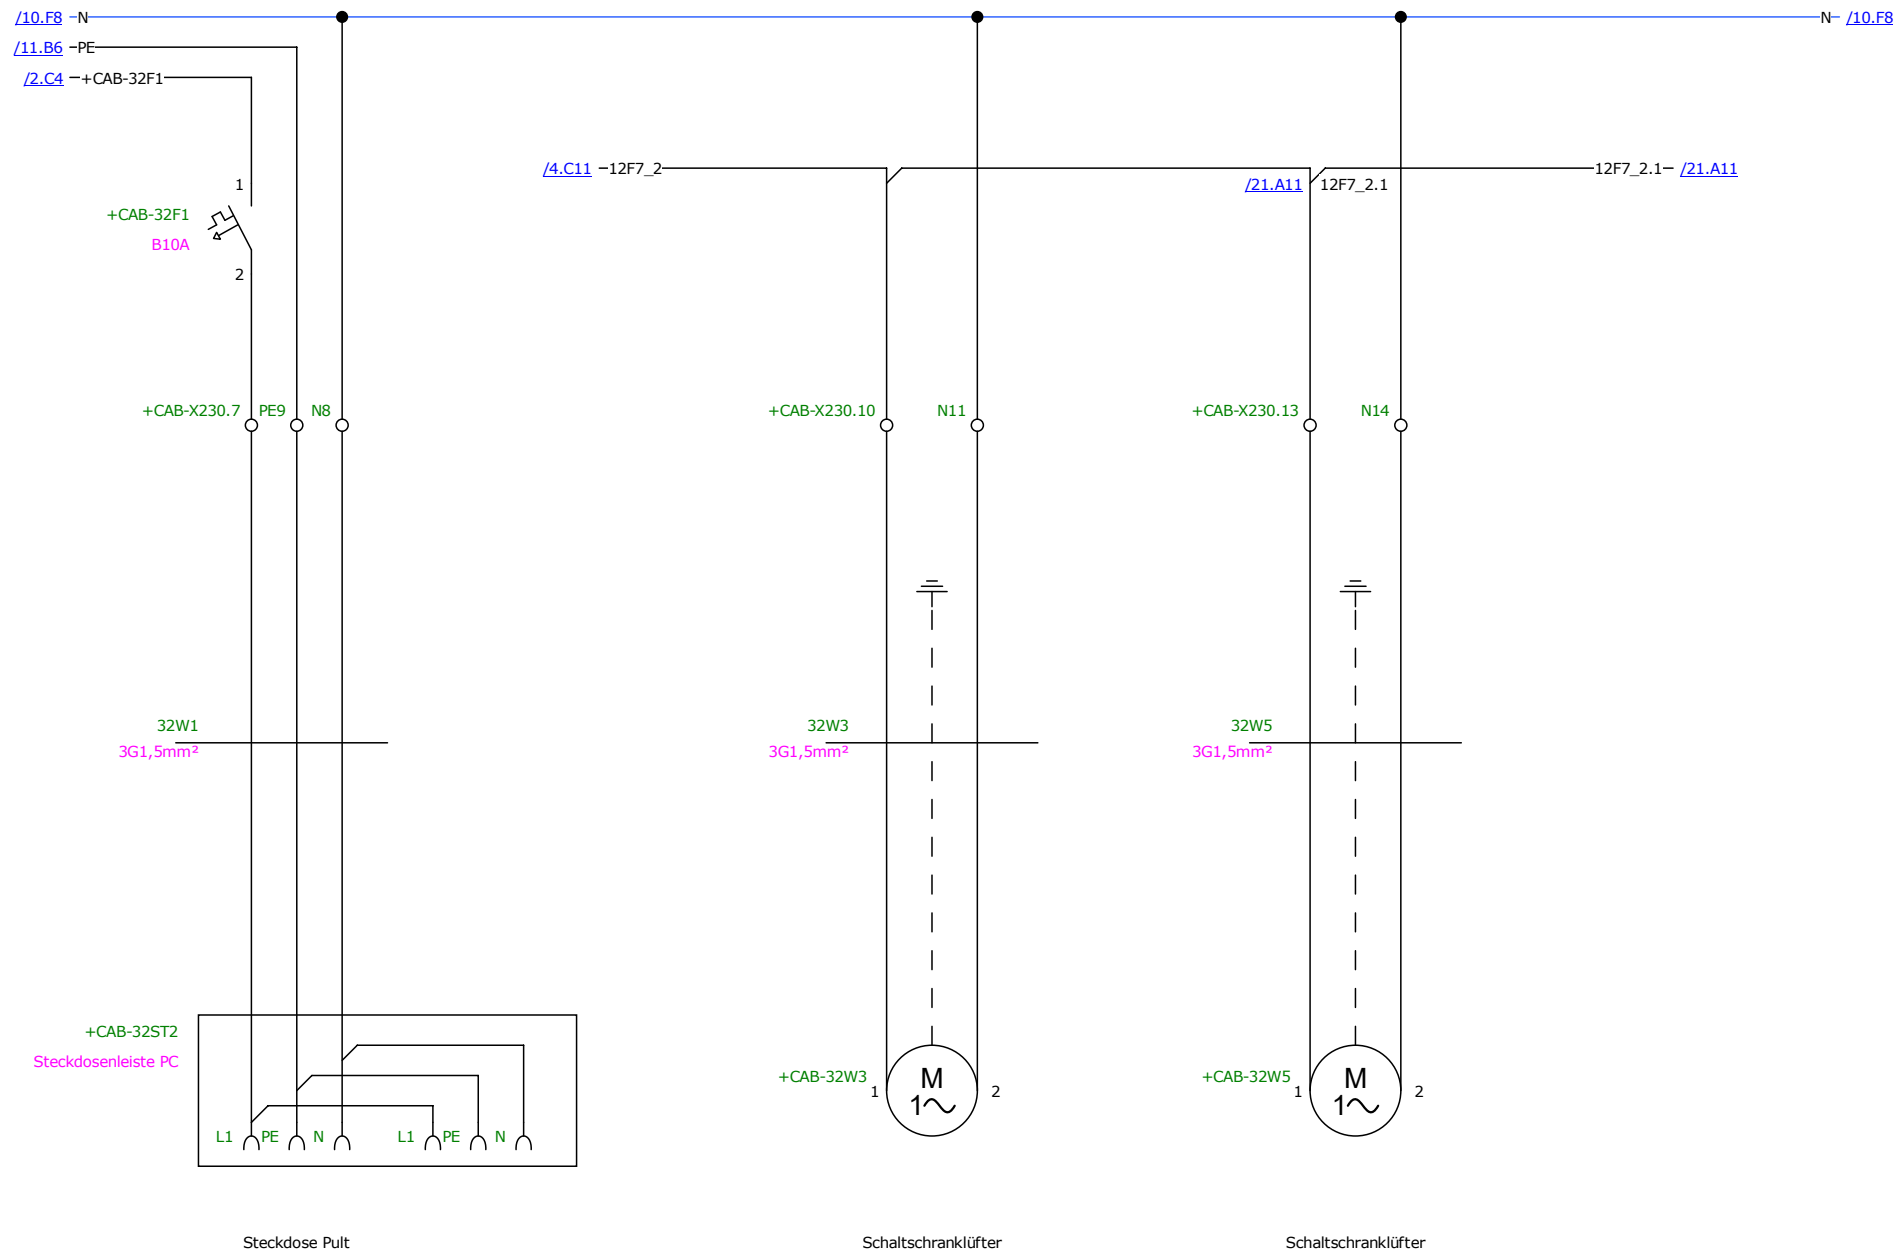 /10.F8 N N /10.F8
/11.B6 PE
/2.C4 +CAB-32F1
/4.C11 12F7_2 12F7_2.1 /21.A11
1 /21.A11 12F7_2.1
+CAB-32F1
B10A
2
+CAB-X230.7 PE9 N8 +CAB-X230.10 N11 +CAB-X230.13 N14
32W1 32W3 32W5
3G1,5mm² 3G1,5mm² 3G1,5mm²
+CAB-32ST2
Steckdosenleiste PC
+CAB-32W3 M +CAB-32W5 M
1 2 1 2
1~ 1~
L1 PE N L1 PE N
Steckdose Pult Schaltschranklüfter Schaltschranklüfter